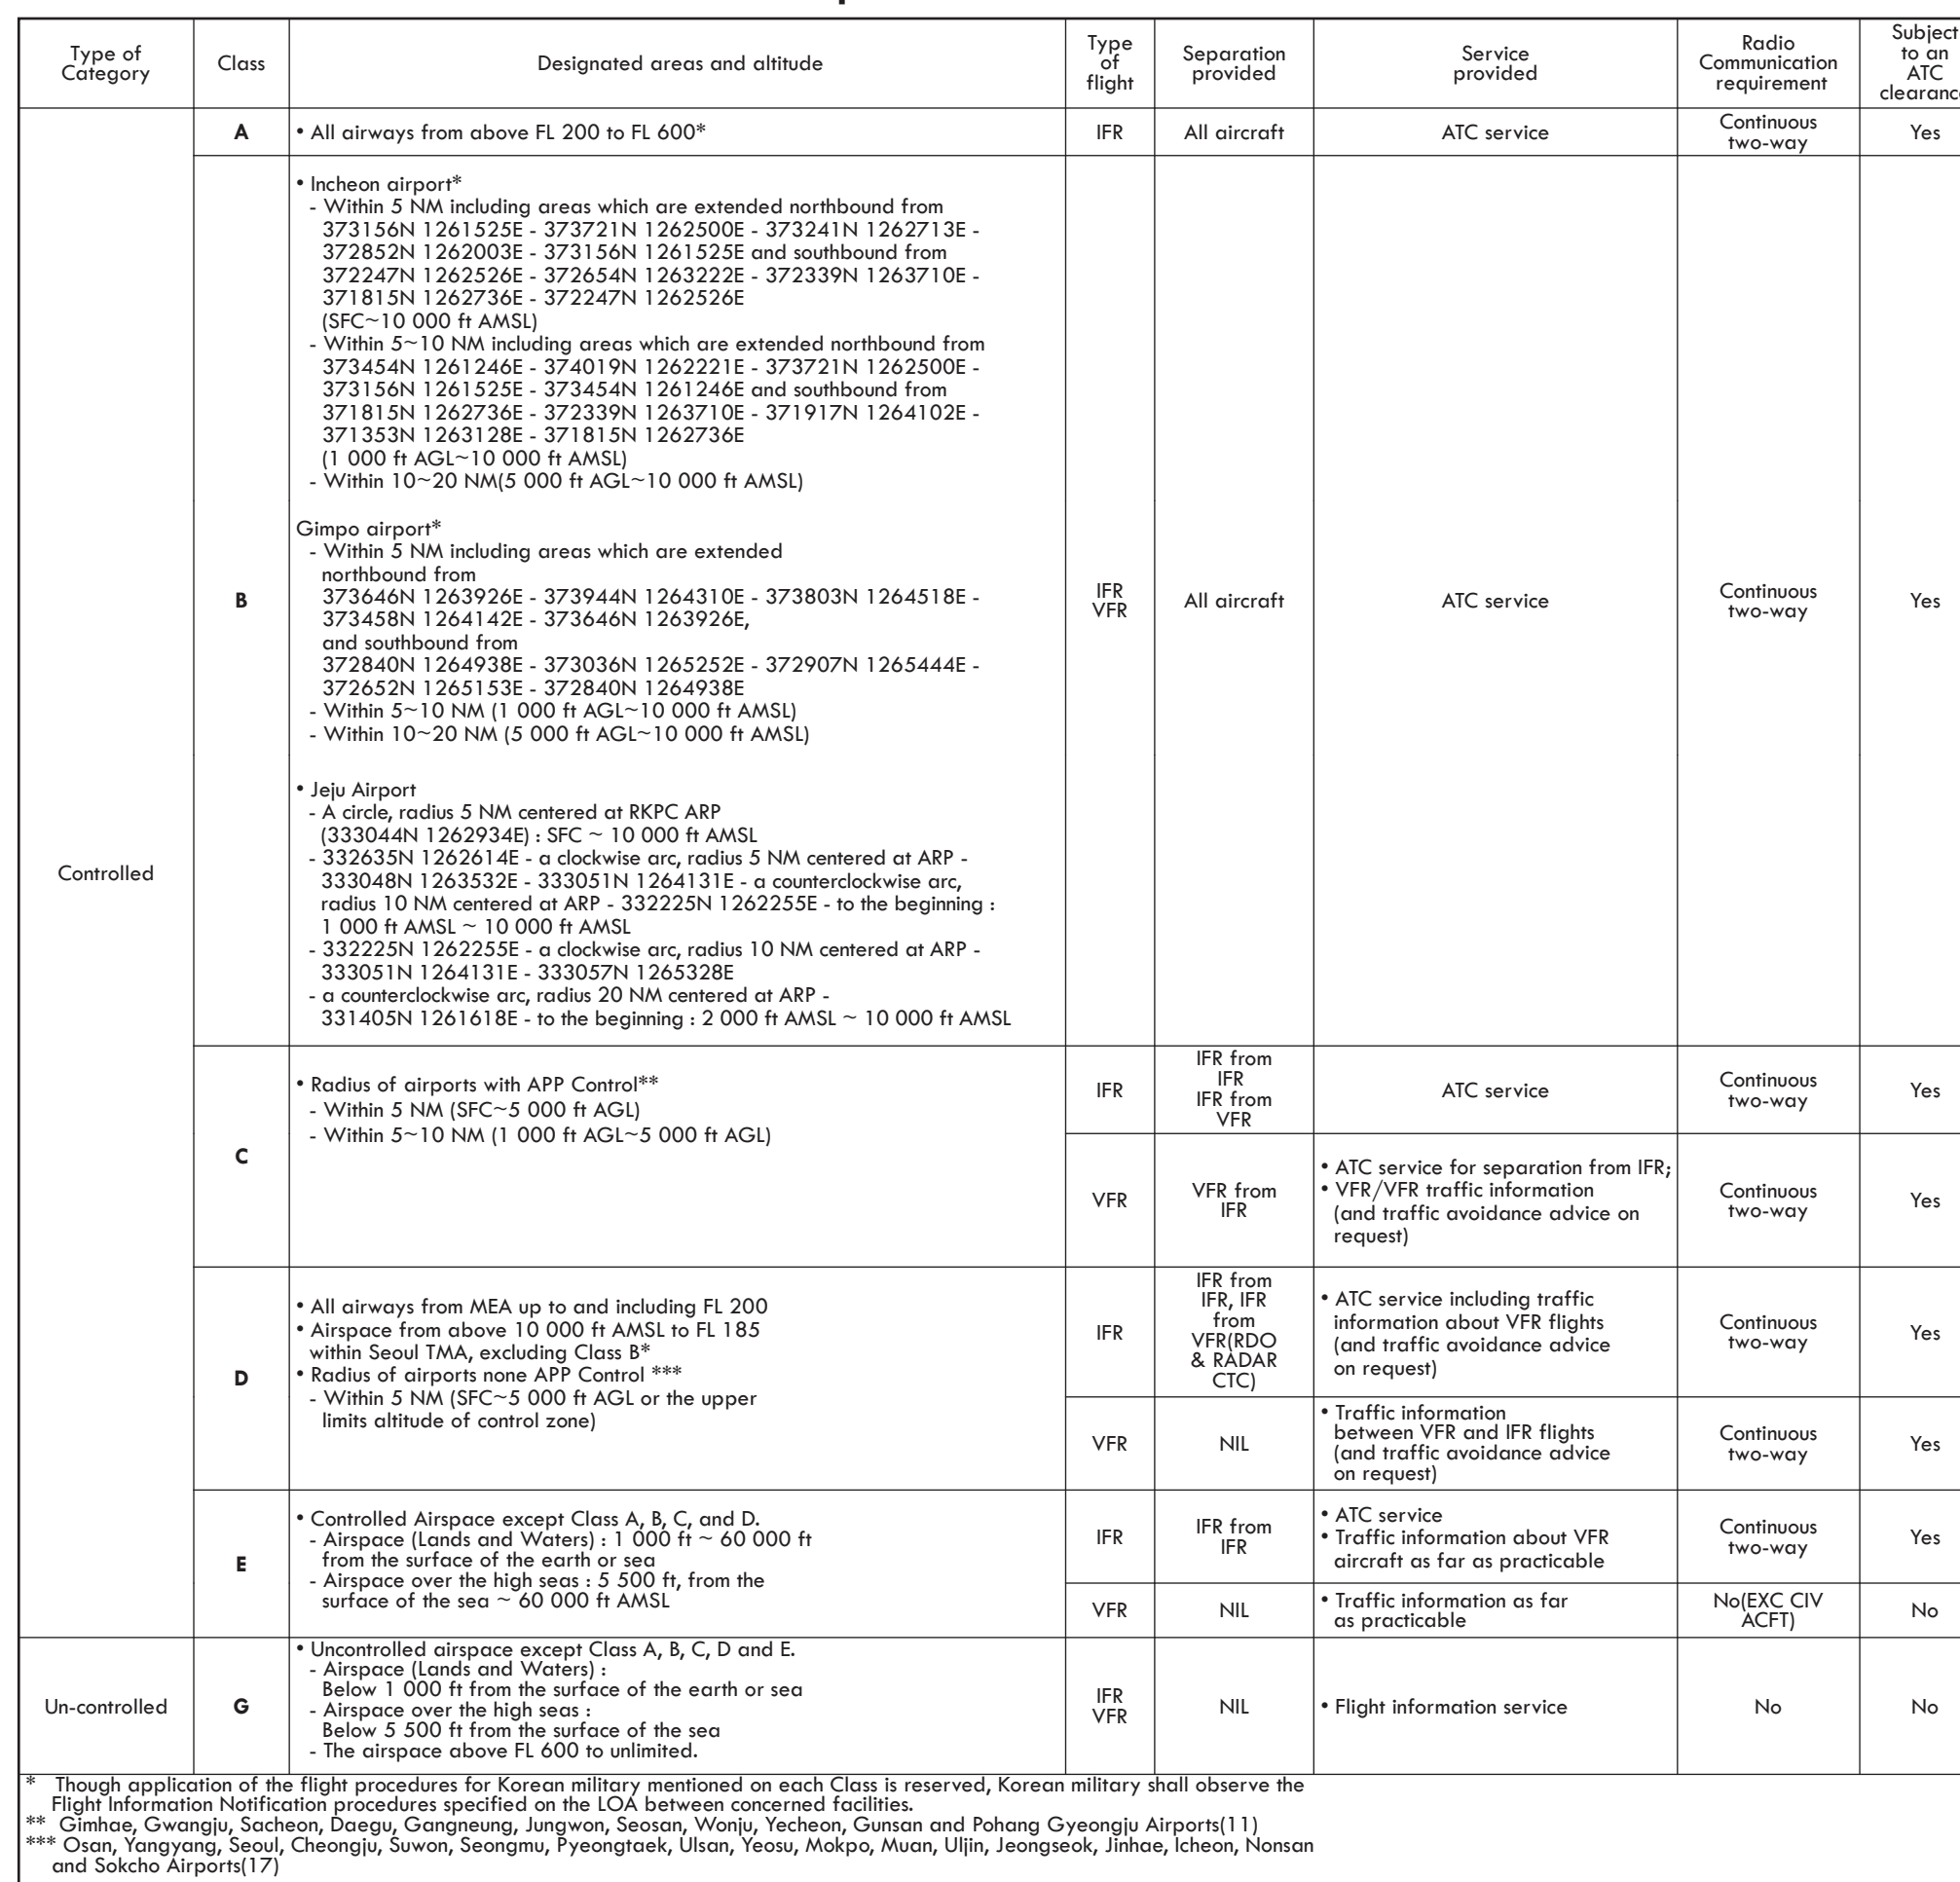 Type of
Category
Class
Designated areas and altitude
Type
of
flight
Separation
provided
Service
provided
Radio
Communication
requirement
Subject
to an
ATC
clearance
Controlled
A
• All airways from above FL 200 to FL 600*
IFR
All aircraft
ATC service
Continuous
two-way
Yes
B
• Incheon airport*
- Within 5 NM including areas which are extended northbound from
373156N 1261525E - 373721N 1262500E - 373241N 1262713E -
372852N 1262003E - 373156N 1261525E and southbound from
372247N 1262526E - 372654N 1263222E - 372339N 1263710E -
371815N 1262736E - 372247N 1262526E
(SFC~10 000 ft AMSL)
- Within 5~10 NM including areas which are extended northbound from
373454N 1261246E - 374019N 1262221E - 373721N 1262500E -
373156N 1261525E - 373454N 1261246E and southbound from
371815N 1262736E - 372339N 1263710E - 371917N 1264102E -
371353N 1263128E - 371815N 1262736E
(1 000 ft AGL~10 000 ft AMSL)
- Within 10~20 NM(5 000 ft AGL~10 000 ft AMSL)
Gimpo airport*
- Within 5 NM including areas which are extended
northbound from
373646N 1263926E - 373944N 1264310E - 373803N 1264518E -
373458N 1264142E - 373646N 1263926E,
and southbound from
372840N 1264938E - 373036N 1265252E - 372907N 1265444E -
372652N 1265153E - 372840N 1264938E
- Within 5~10 NM (1 000 ft AGL~10 000 ft AMSL)
- Within 10~20 NM (5 000 ft AGL~10 000 ft AMSL)
• Jeju Airport
- A circle, radius 5 NM centered at RKPC ARP
(333044N 1262934E) : SFC ~ 10 000 ft AMSL
- 332635N 1262614E - a clockwise arc, radius 5 NM centered at ARP -
333048N 1263532E - 333051N 1264131E - a counterclockwise arc,
radius 10 NM centered at ARP - 332225N 1262255E - to the beginning :
1 000 ft AMSL ~ 10 000 ft AMSL
- 332225N 1262255E - a clockwise arc, radius 10 NM centered at ARP -
333051N 1264131E - 333057N 1265328E
- a counterclockwise arc, radius 20 NM centered at ARP -
331405N 1261618E - to the beginning : 2 000 ft AMSL ~ 10 000 ft AMSL
IFR
VFR
All aircraft
ATC service
Continuous
two-way
Yes
C
• Radius of airports with APP Control**
- Within 5 NM (SFC~5 000 ft AGL)
- Within 5~10 NM (1 000 ft AGL~5 000 ft AGL)
IFR
IFR from
IFR
IFR from
VFR
ATC service
Continuous
two-way
Yes
VFR
VFR from
IFR
• ATC service for separation from IFR;
• VFR/VFR traffic information
(and traffic avoidance advice on
request)
Continuous
two-way
Yes
D
• All airways from MEA up to and including FL 200
• Airspace from above 10 000 ft AMSL to FL 185
within Seoul TMA, excluding Class B*
• Radius of airports none APP Control ***
- Within 5 NM (SFC~5 000 ft AGL or the upper
limits altitude of control zone)
IFR
IFR from
IFR, IFR
from
VFR(RDO
& RADAR
CTC)
• ATC service including traffic
information about VFR flights
(and traffic avoidance advice
on request)
Continuous
two-way
Yes
VFR
NIL
• Traffic information
between VFR and IFR flights
(and traffic avoidance advice
on request)
Continuous
two-way
Yes
E
• Controlled Airspace except Class A, B, C, and D.
- Airspace (Lands and Waters) : 1 000 ft ~ 60 000 ft
from the surface of the earth or sea
- Airspace over the high seas : 5 500 ft, from the
surface of the sea ~ 60 000 ft AMSL
IFR
IFR from
IFR
• ATC service
• Traffic information about VFR
aircraft as far as practicable
Continuous
two-way
Yes
VFR
NIL
• Traffic information as far
as practicable
No(EXC CIV
ACFT)
No
Un-controlled
G
• Uncontrolled airspace except Class A, B, C, D and E.
- Airspace (Lands and Waters) :
Below 1 000 ft from the surface of the earth or sea
- Airspace over the high seas :
Below 5 500 ft from the surface of the sea
- The airspace above FL 600 to unlimited.
IFR
VFR
NIL
• Flight information service
No
No
* Though application of the flight procedures for Korean military mentioned on each Class is reserved, Korean military shall observe the
Flight Information Notification procedures specified on the LOA between concerned facilities.
** Gimhae, Gwangju, Sacheon, Daegu, Gangneung, Jungwon, Seosan, Wonju, Yecheon, Gunsan and Pohang Gyeongju Airports(11)
*** Osan, Yangyang, Seoul, Cheongju, Suwon, Seongmu, Pyeongtaek, Ulsan, Yeosu, Mokpo, Muan, Uljin, Jeongseok, Jinhae, Icheon, Nonsan
and Sokcho Airports(17)